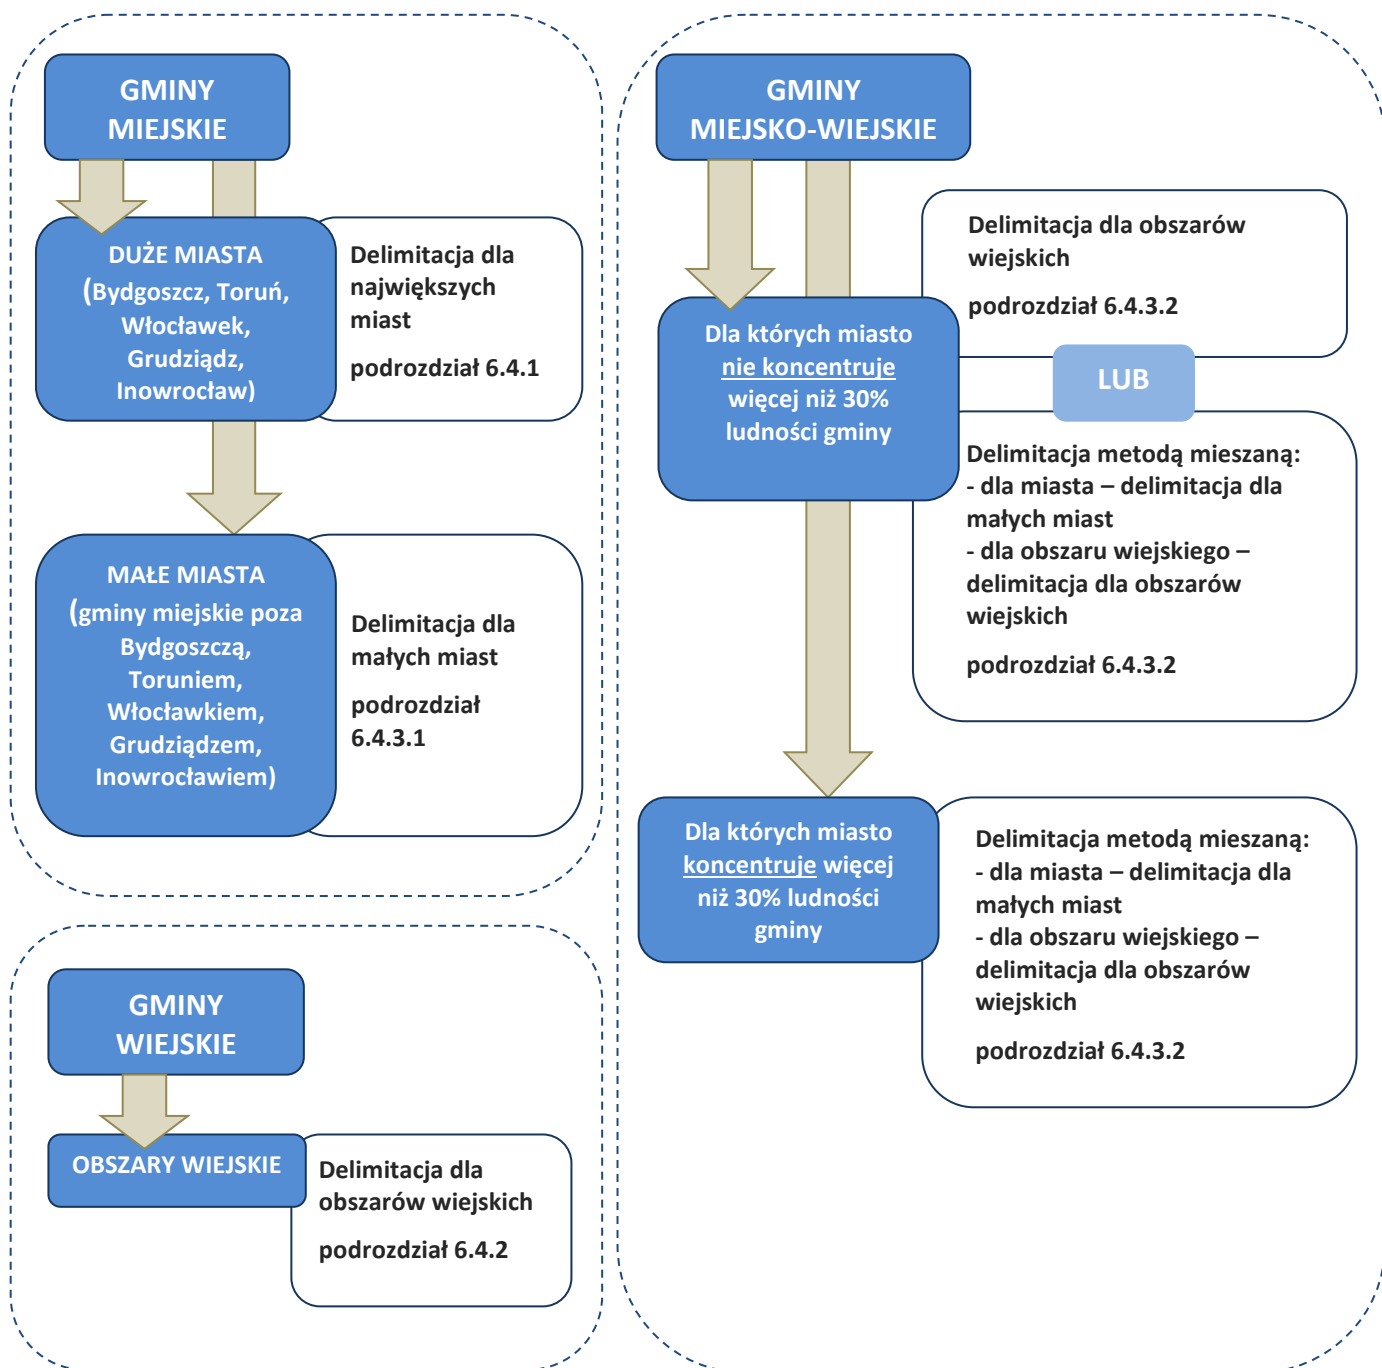 GMINY
MIEJSKIE
DUŻE MIASTA
(Bydgoszcz, Toruń,
Włocławek,
Grudziądz,
Inowrocław)
Delimitacja dla
największych
miast
podrozdział 6.4.1
MAŁE MIASTA
(gminy miejskie poza
Bydgoszczą,
Toruniem,
Włocławkiem,
Grudziądzem,
Inowrocławiem)
Delimitacja dla
małych miast
podrozdział
6.4.3.1
GMINY
WIEJSKIE
OBSZARY WIEJSKIE
Delimitacja dla
obszarów wiejskich
podrozdział 6.4.2
GMINY
MIEJSKO-WIEJSKIE
Dla których miasto
nie koncentruje
więcej niż 30%
ludności gminy
Delimitacja dla obszarów
wiejskich
podrozdział 6.4.3.2
LUB
Delimitacja metodą mieszaną:
- dla miasta – delimitacja dla
małych miast
- dla obszaru wiejskiego –
delimitacja dla obszarów
wiejskich
podrozdział 6.4.3.2
Dla których miasto
koncentruje więcej
niż 30% ludności
gminy
Delimitacja metodą mieszaną:
- dla miasta – delimitacja dla
małych miast
- dla obszaru wiejskiego –
delimitacja dla obszarów
wiejskich
podrozdział 6.4.3.2